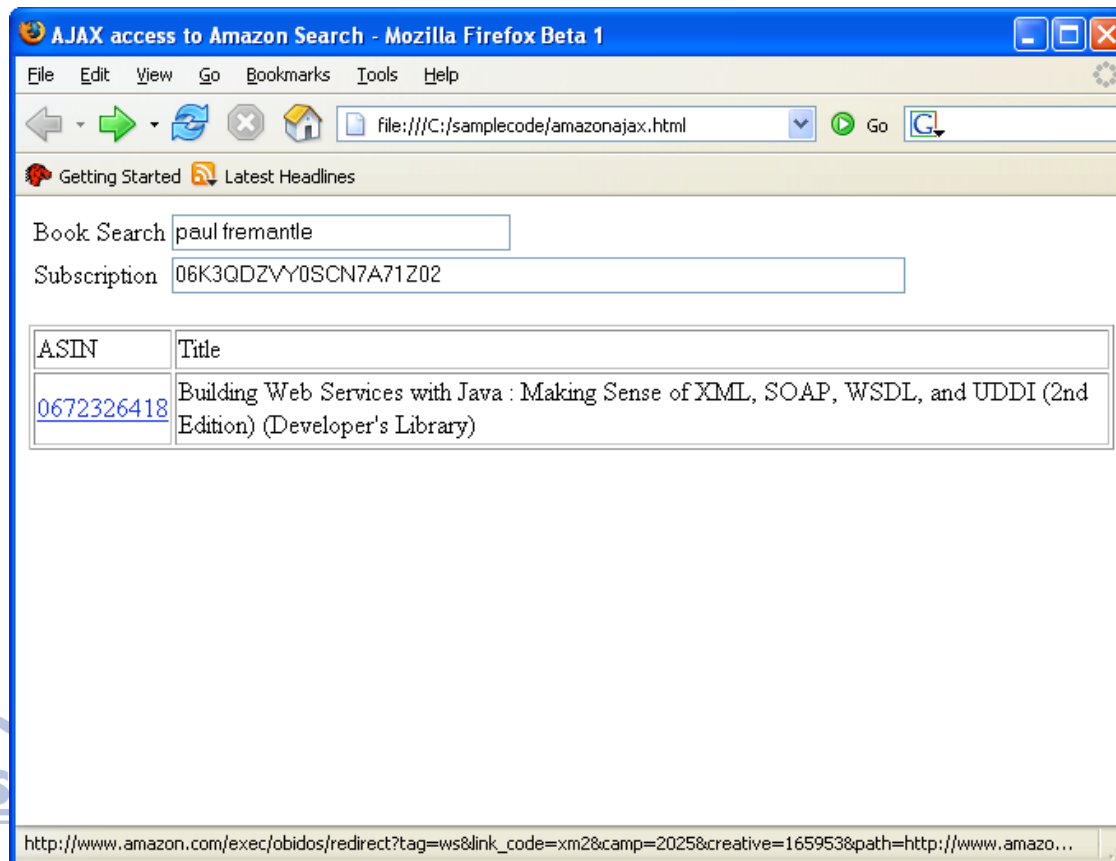 AJAX access to Amazon Search - Mozilla Firefox Beta 1
File Edit View Go Bookmarks Tools Help
file:///C:/samplecode/amazonajax.html Go G
Getting Started Latest Headlines
Book Search paul fremantle
Subscription 06K3QDZVY0SCN7A71Z02
ASIN Title
0672326418 Building Web Services with Java : Making Sense of XML, SOAP, WSDL, and UDDI (2nd
Edition) (Developer's Library)
http://www.amazon.com/exec/obidos/redirect?tag=ws&link_code=xm2&camp=2025&creative=165953&path=http://www.amazo...